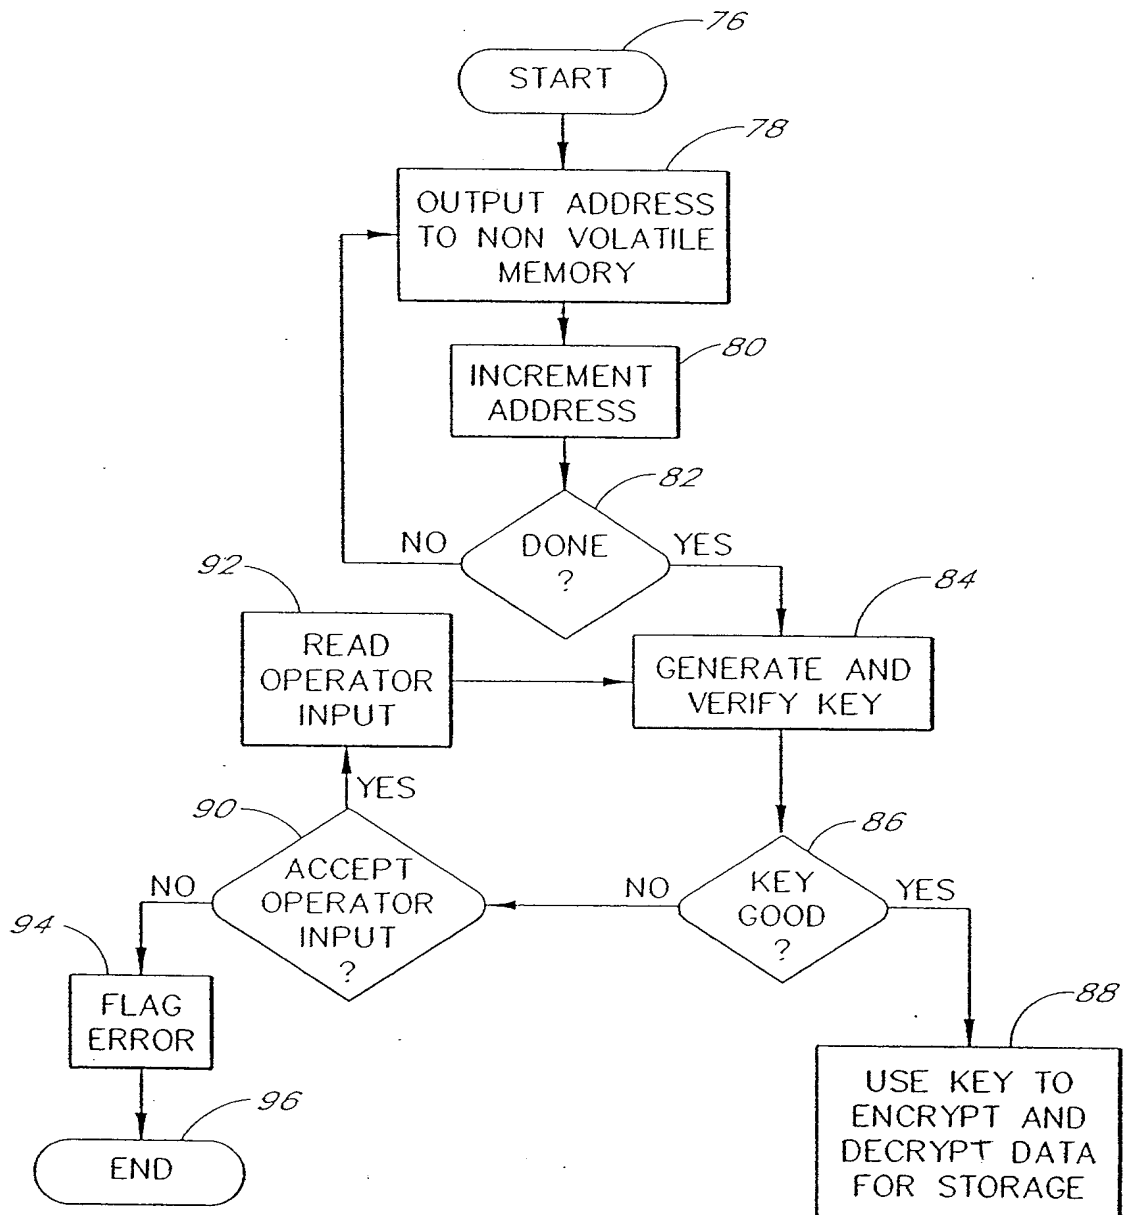 76
START
78
OUTPUT ADDRESS
TO NON VOLATILE
MEMORY
80
INCREMENT
ADDRESS
82
DONE
?
NO
YES
92
READ
OPERATOR
INPUT
84
GENERATE AND
VERIFY KEY
YES
90
ACCEPT
OPERATOR
INPUT
?
NO
86
KEY
GOOD
?
NO
YES
94
FLAG
ERROR
88
USE KEY TO
ENCRYPT AND
DECRYPT DATA
FOR STORAGE
96
END